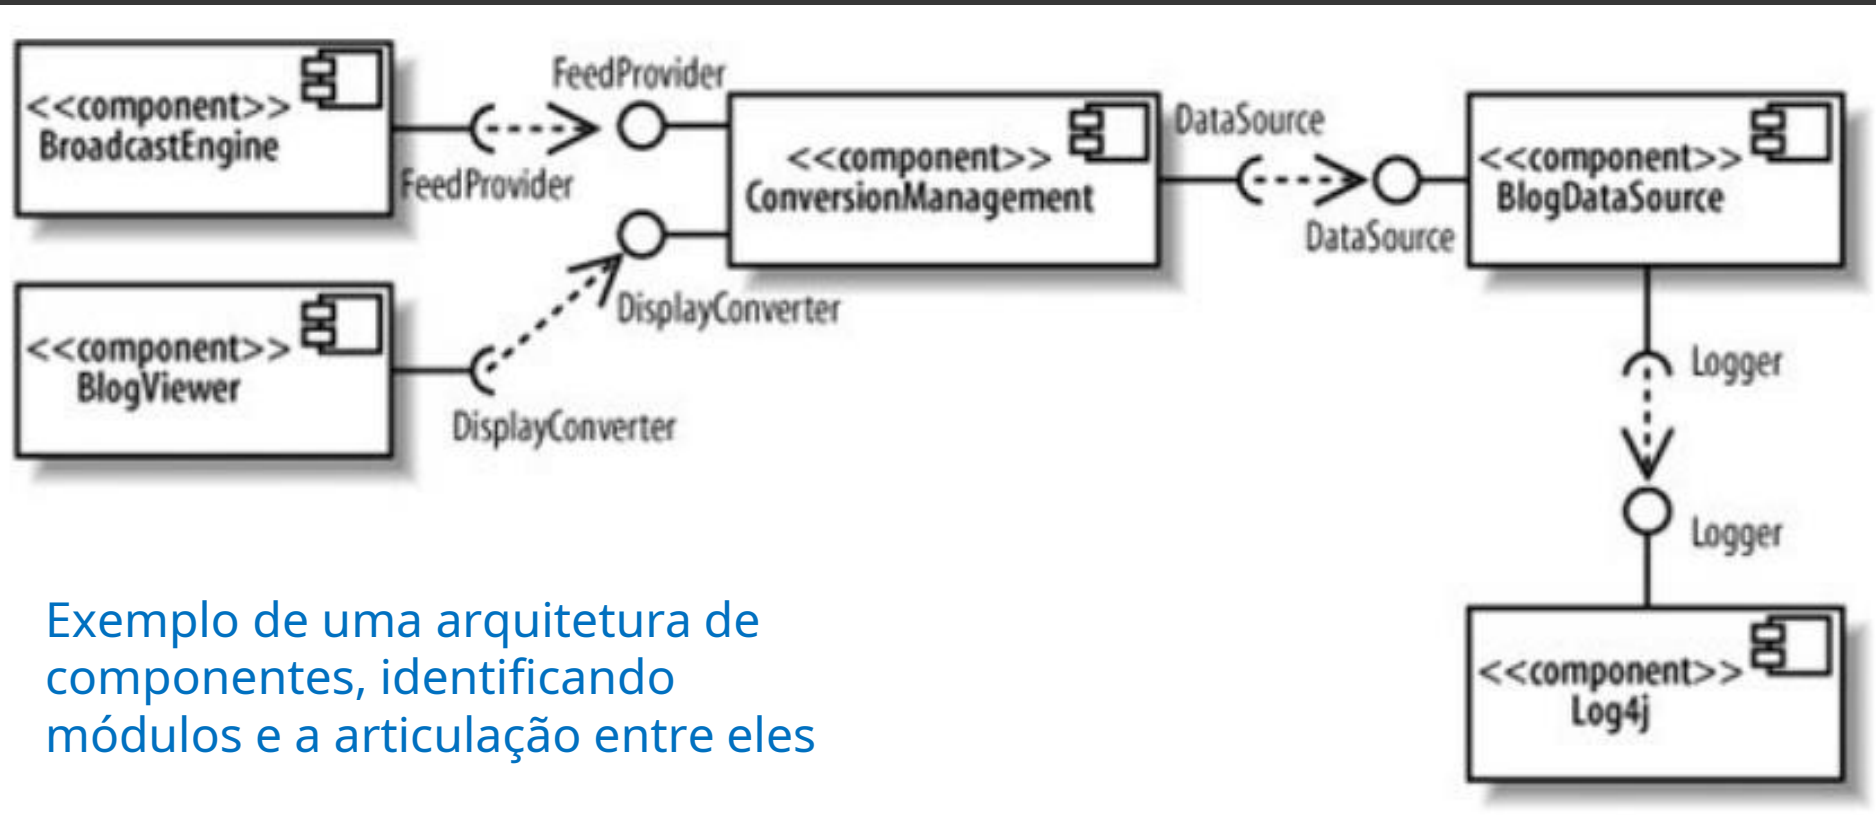 <<component>>
BroadcastEngine
FeedProvider
FeedProvider
<<component>>
ConversionManagement
DataSource
DataSource
<<component>>
BlogDataSource
<<component>>
BlogViewer
DisplayConverter
DisplayConverter
Logger
Logger
<<component>>
Log4j
Exemplo de uma arquitetura de
componentes, identificando
módulos e a articulação entre eles